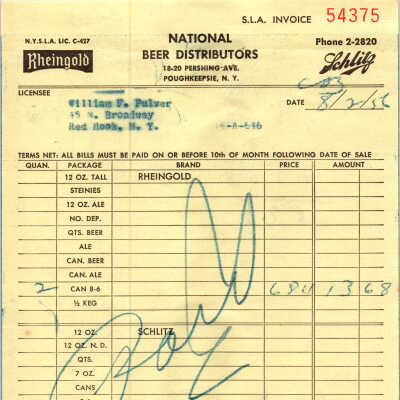 S.L.A. INVOICE 54375
N.Y.S.L.A. LIC. C-427
Rheingold
NATIONAL
BEER DISTRIBUTORS
18-20 PERSHING AVE.
POUGHKEEPSIE, N. Y.
Phone 2-2820
Schlitz
LICENSEE
DATE 8/2/56
William F. Pulver
45 N. Broadway
Red Hook, N. Y.
TERMS NET: ALL BILLS MUST BE PAID ON OR BEFORE 10th OF MONTH FOLLOWING DATE OF SALE
QUAN. PACKAGE BRAND PRICE AMOUNT
12 OZ. TALL RHEINGOLD
STEINIES
12 OZ. ALE
NO. DEP.
QTS. BEER
ALE
CAN. BEER
CAN. ALE
2 CAN 8-6 684 13 68
½ KEG
12 OZ. SCHLITZ
12 OZ. N. D.
QTS.
7 OZ.
CANS
Paid